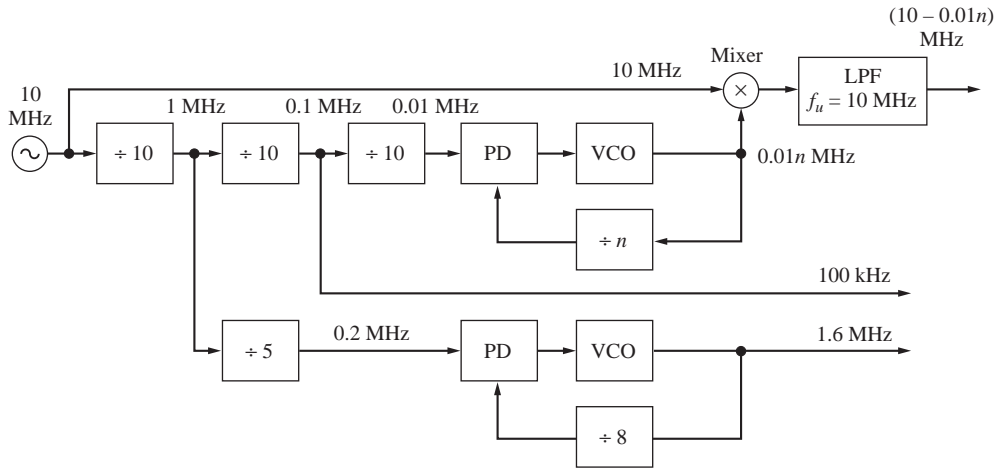 (10 – 0.01n)
MHz
Mixer
10 MHz
LPF
f_u = 10 MHz
10
MHz
1 MHz
0.1 MHz
0.01 MHz
÷ 10
÷ 10
÷ 10
PD
VCO
0.01n MHz
÷ n
100 kHz
÷ 5
0.2 MHz
PD
VCO
1.6 MHz
÷ 8